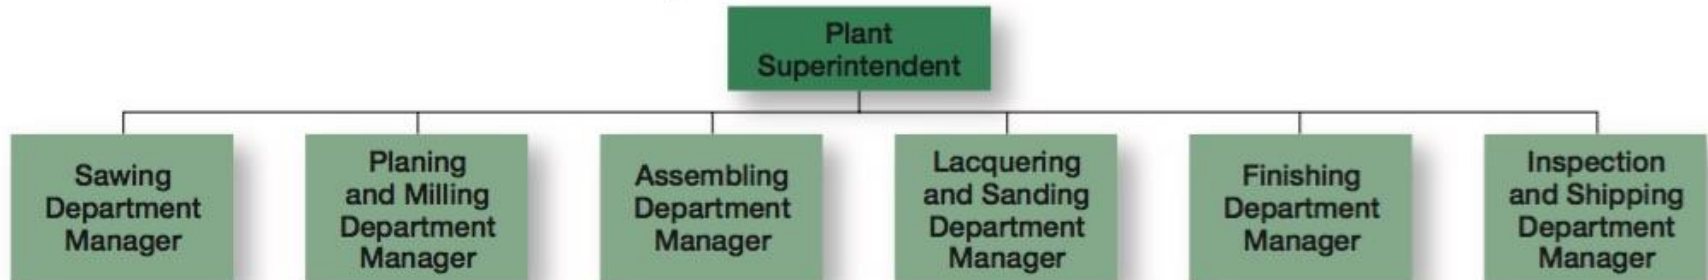 Plant
Superintendent
Sawing
Department
Manager
Planing
and Milling
Department
Manager
Assembling
Department
Manager
Lacquering
and Sanding
Department
Manager
Finishing
Department
Manager
Inspection
and Shipping
Department
Manager